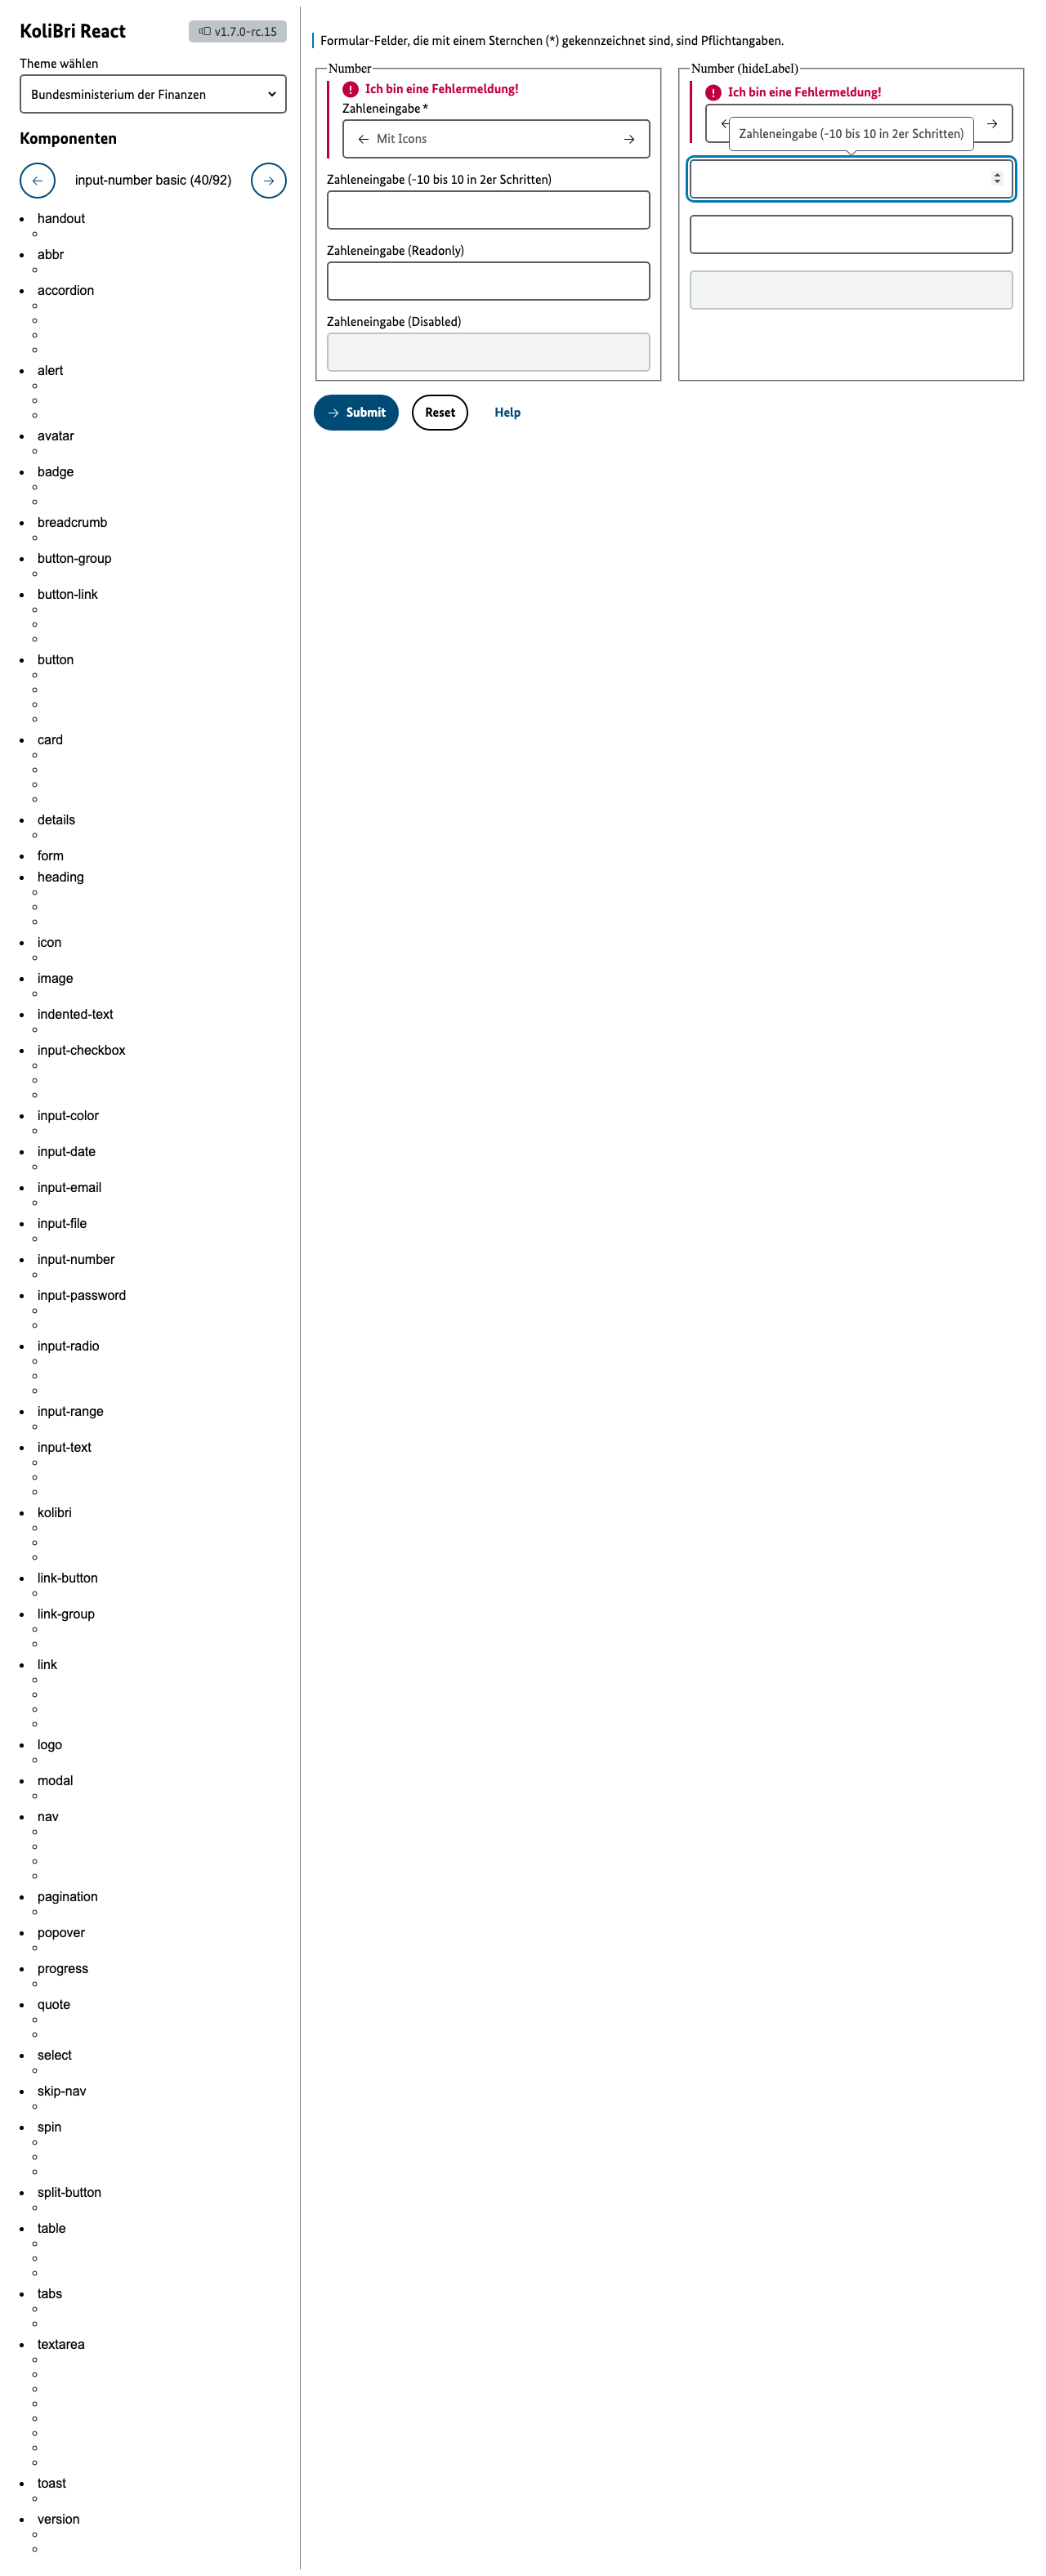 KoliBri React
v1.7.0-rc.15
Theme wählen
Bundesministerium der Finanzen
Komponenten
input-number basic (40/92)
handout
abbr
accordion
alert
avatar
badge
breadcrumb
button-group
button-link
button
card
details
form
heading
icon
image
indented-text
input-checkbox
input-color
input-date
input-email
input-file
input-number
input-password
input-radio
input-range
input-text
kolibri
link-button
link-group
link
logo
modal
nav
pagination
popover
progress
quote
select
skip-nav
spin
split-button
table
tabs
textarea
toast
version
Formular-Felder, die mit einem Sternchen (*) gekennzeichnet sind, sind Pflichtangaben.
Number
Ich bin eine Fehlermeldung!
Zahleneingabe *
Mit Icons
Zahleneingabe (-10 bis 10 in 2er Schritten)
Zahleneingabe (Readonly)
Zahleneingabe (Disabled)
Number (hideLabel)
Ich bin eine Fehlermeldung!
Zahleneingabe (-10 bis 10 in 2er Schritten)
Submit
Reset
Help